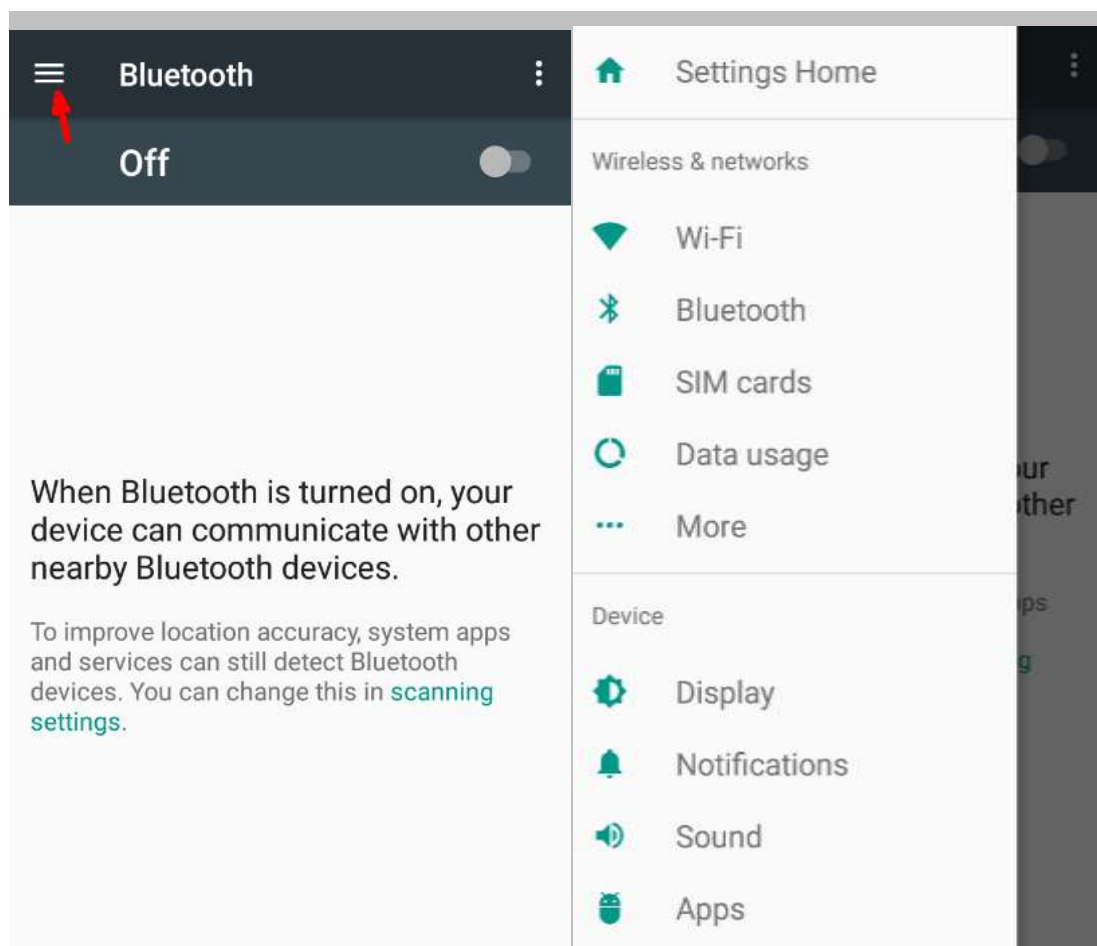 Bluetooth
Off
When Bluetooth is turned on, your
device can communicate with other
nearby Bluetooth devices.
To improve location accuracy, system apps
and services can still detect Bluetooth
devices. You can change this in scanning
settings.
Settings Home
Wireless & networks
Wi-Fi
Bluetooth
SIM cards
Data usage
More
Device
Display
Notifications
Sound
Apps